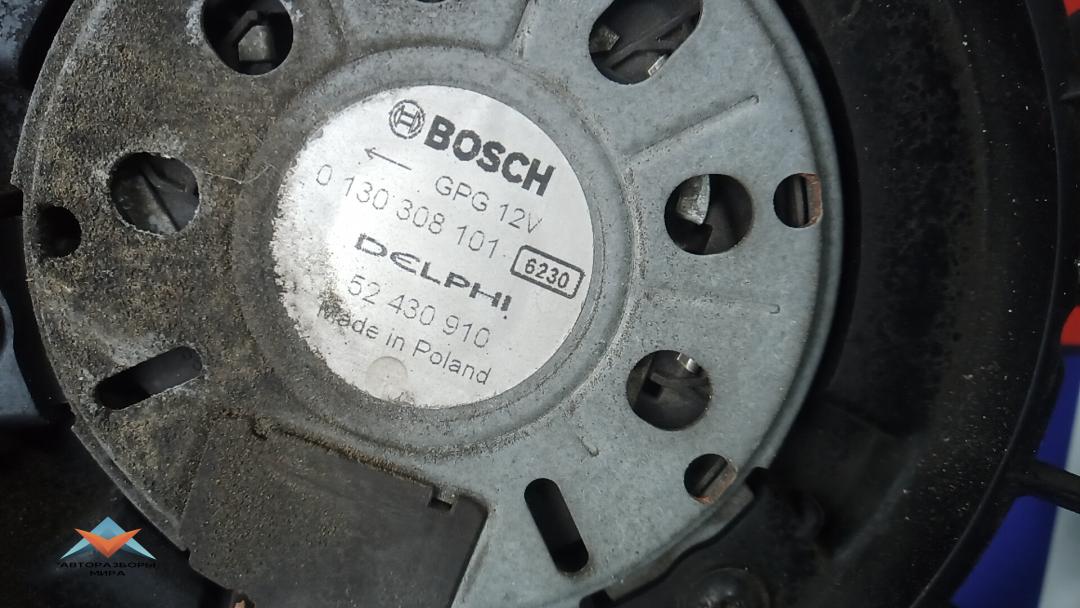 BOSCH
GPG 12V
0 130 308 101
6230
DELPHI
52 430 910
Made in Poland
АВТОРАЗБОРЫ
МИРА